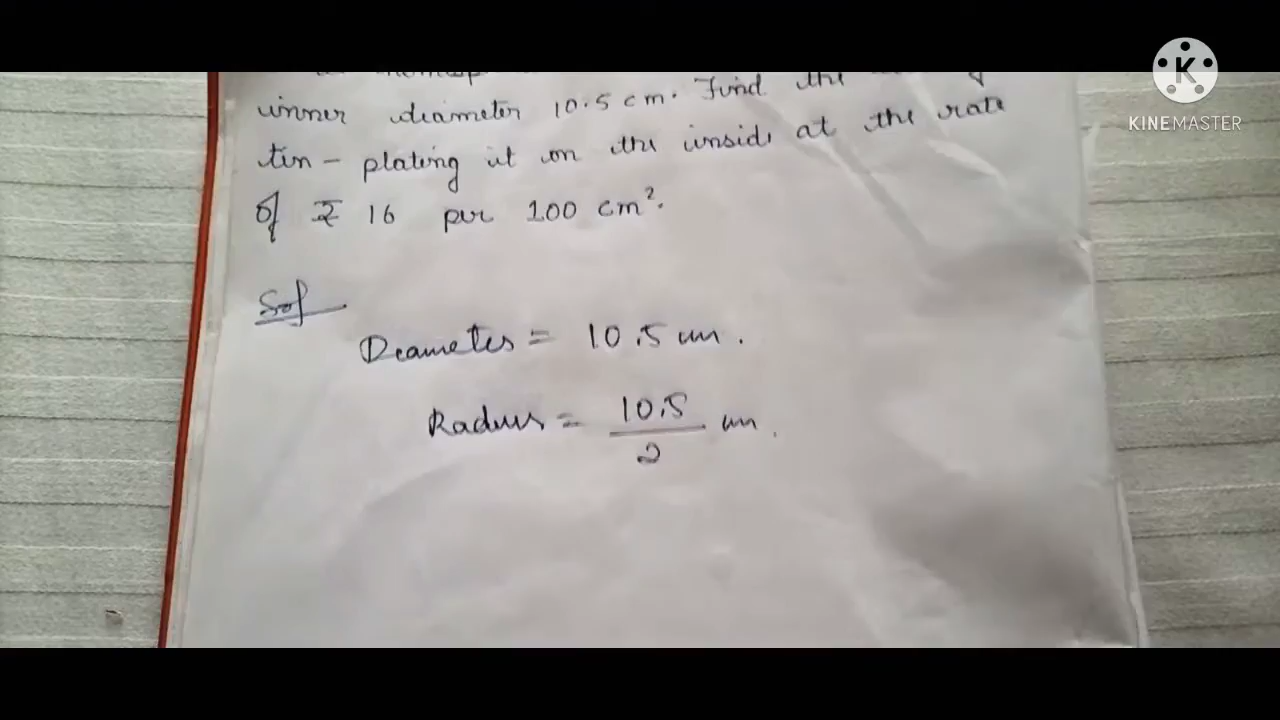 inner diameter 10.5 cm. Find the
tin - plating it on the inside at the rate
of ₹ 16 per 100 cm².
Sol
Diameter = 10.5 cm.
Radius = 10.5/2 cm.
K
KINEMASTER